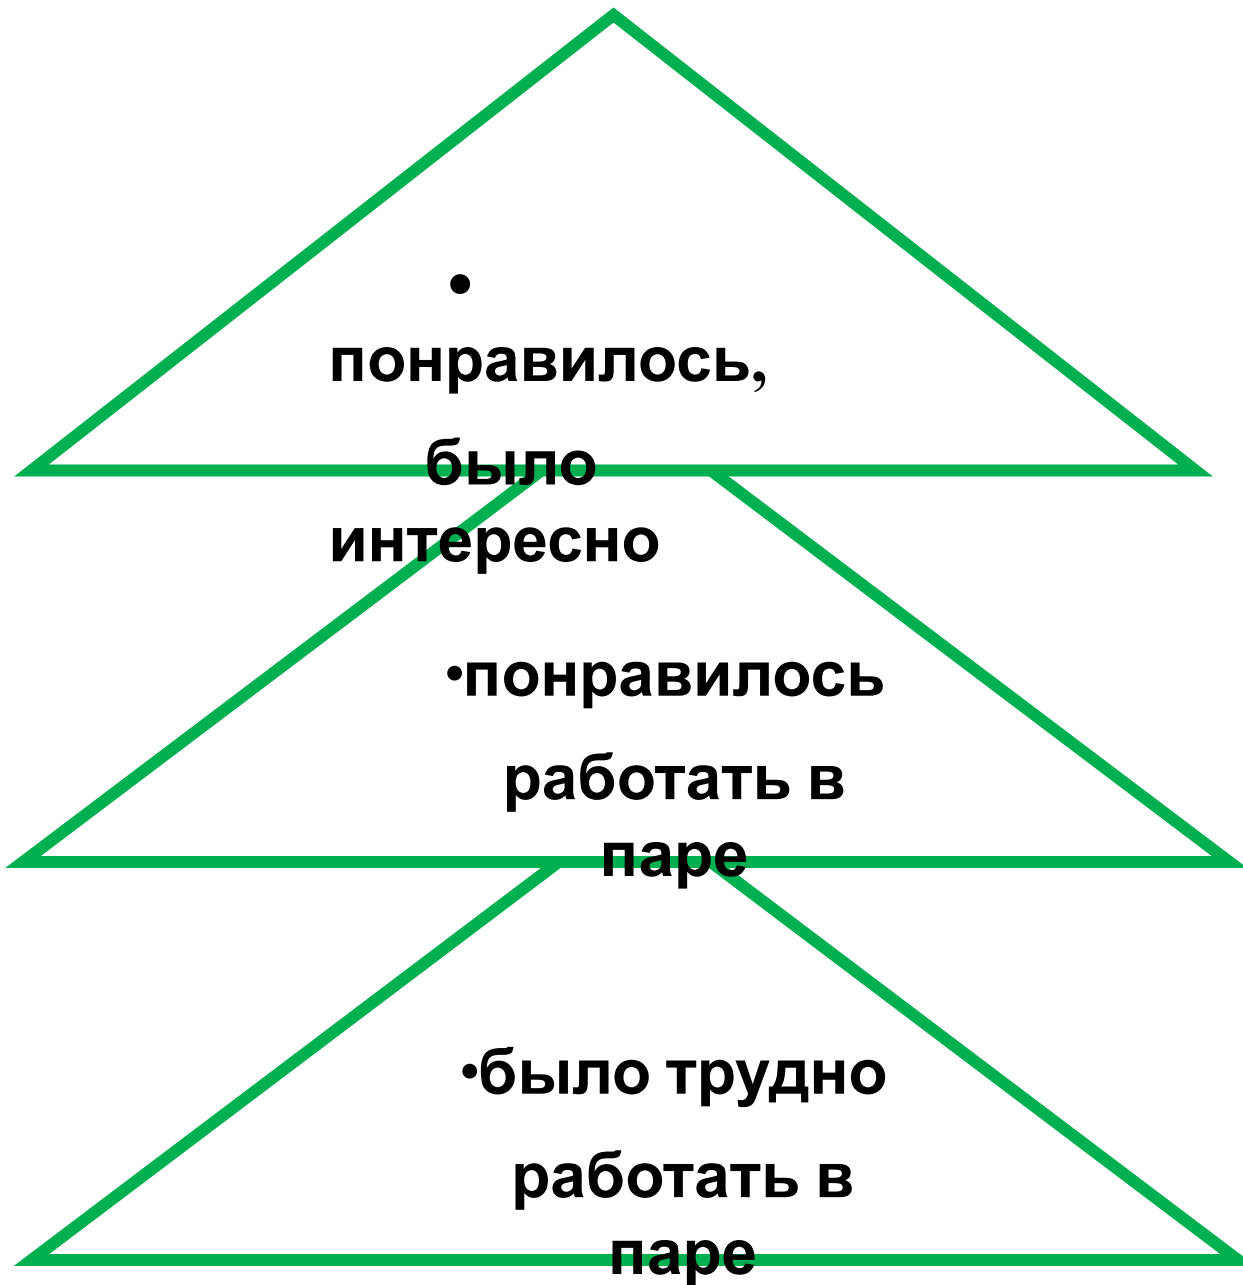 •
понравилось,
было
интересно
•понравилось
работать в
паре
•было трудно
работать в
паре